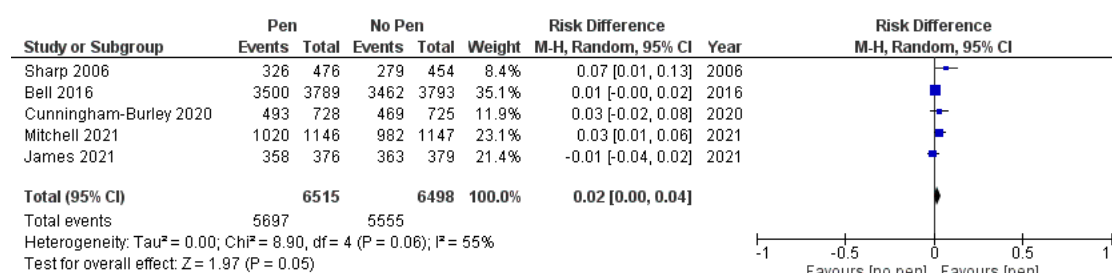 Pen No Pen Risk Difference Risk Difference
Study or Subgroup Events Total Events Total Weight M-H, Random, 95% CI Year M-H, Random, 95% CI
Sharp 2006 326 476 279 454 8.4% 0.07 [0.01, 0.13] 2006
Bell 2016 3500 3789 3462 3793 35.1% 0.01 [-0.00, 0.02] 2016
Cunningham-Burley 2020 493 728 469 725 11.9% 0.03 [-0.02, 0.08] 2020
Mitchell 2021 1020 1146 982 1147 23.1% 0.03 [0.01, 0.06] 2021
James 2021 358 376 363 379 21.4% -0.01 [-0.04, 0.02] 2021
Total (95% CI) 6515 6498 100.0% 0.02 [0.00, 0.04]
Total events 5697 5555
Heterogeneity: Tau² = 0.00; Chi² = 8.90, df = 4 (P = 0.06); I² = 55%
Test for overall effect: Z = 1.97 (P = 0.05)
-1 -0.5 0 0.5 1
Favours [no pen] Favours [pen]